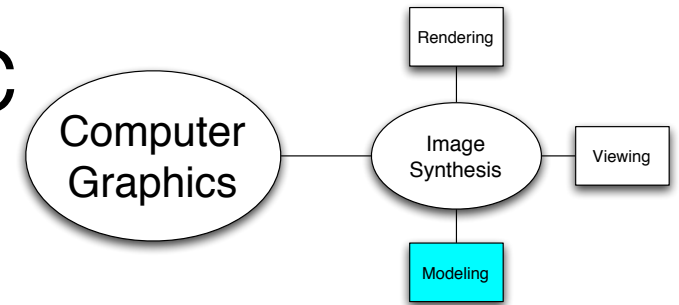 c
Rendering
Computer
Graphics
Image
Synthesis
Viewing
Modeling